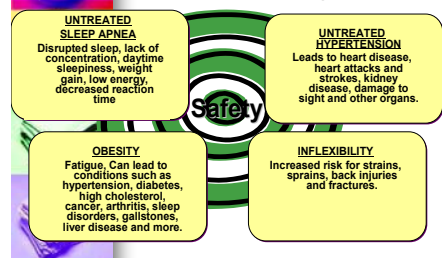 UNTREATED
SLEEP APNEA
Disrupted sleep, lack of
concentration, daytime
sleepiness, weight
gain, low energy,
decreased reaction
time
UNTREATED
HYPERTENSION
Leads to heart disease,
heart attacks and
strokes, kidney
disease, damage to
sight and other organs.
Safety
OBESITY
Fatigue, Can lead to
conditions such as
hypertension, diabetes,
high cholesterol,
cancer, arthritis, sleep
disorders, gallstones,
liver disease and more.
INFLEXIBILITY
Increased risk for strains,
sprains, back injuries
and fractures.